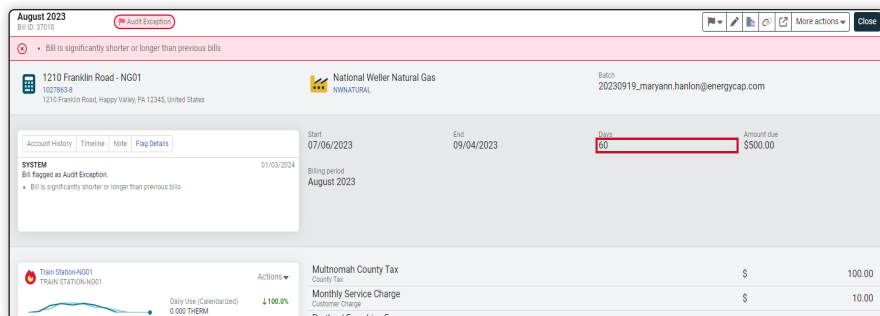 August 2023
Bill ID: 37010
Audit Exception
More actions
Close
Bill is significantly shorter or longer than previous bills
1210 Franklin Road - NG01
1027863-8
1210 Franklin Road, Happy Valley, PA 12345, United States
National Weller Natural Gas
NWNATURAL
Batch
20230919_maryann.hanlon@energycap.com
Account History Timeline Note Flag Details
SYSTEM 01/03/2024
Bill flagged as Audit Exception.
Bill is significantly shorter or longer than previous bills
Start End Days Amount due
07/06/2023 09/04/2023 60 $500.00
Billing period
August 2023
Train Station-NG01
TRAIN STATION-NG01
Actions
Daily Use (Calendarized) ↓100.0%
0.000 THERM
Multnomah County Tax $ 100.00
County Tax
Monthly Service Charge $ 10.00
Customer Charge